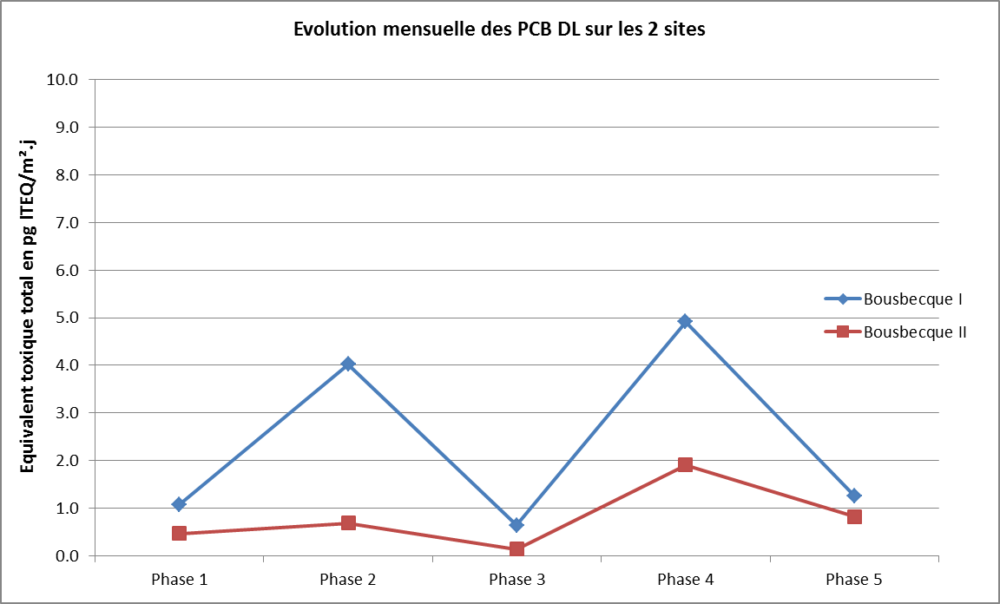 Evolution mensuelle des PCB DL sur les 2 sites
Equivalent toxique total en pg ITEQ/m².j
10.0
9.0
8.0
7.0
6.0
5.0
4.0
3.0
2.0
1.0
0.0
Phase 1
Phase 2
Phase 3
Phase 4
Phase 5
Bousbecque I
Bousbecque II